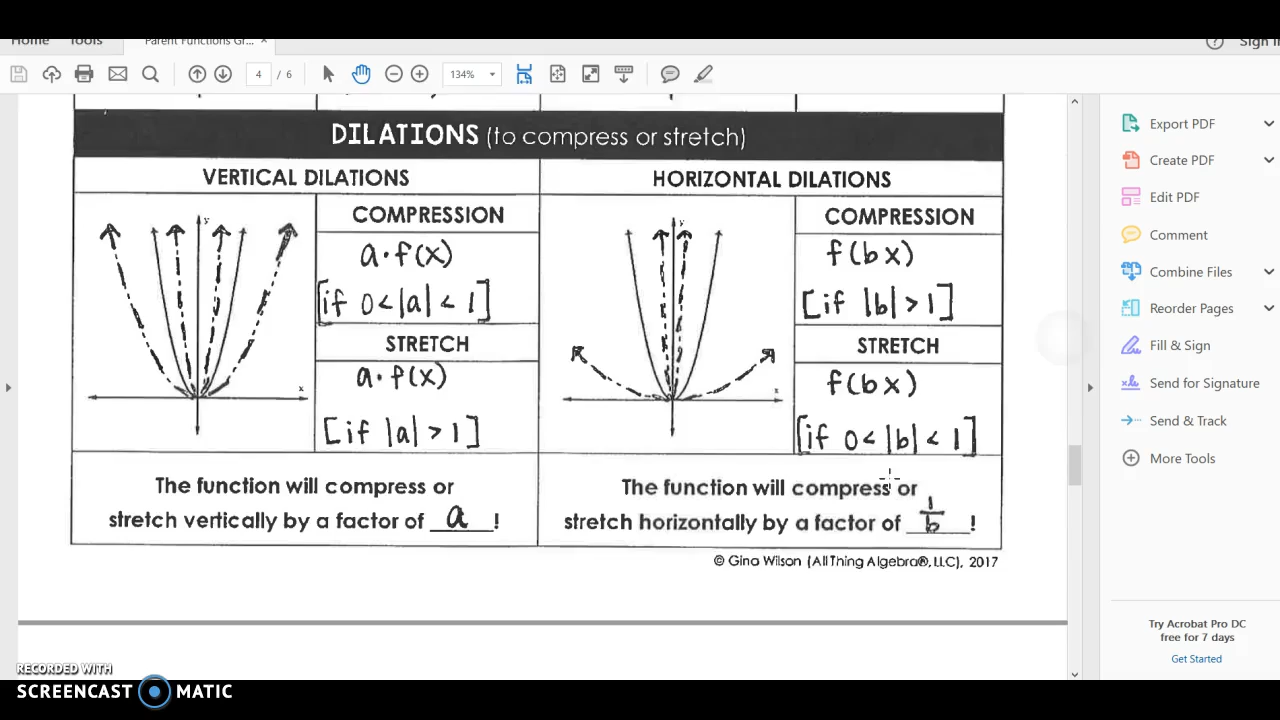 Home Tools Parent Functions Gr... × Sign In
4 / 6 134%
DILATIONS (to compress or stretch)
VERTICAL DILATIONS
HORIZONTAL DILATIONS
y
x
COMPRESSION
a·f(x)
[if 0<|a|<1]
STRETCH
a·f(x)
[if |a|>1]
y
x
COMPRESSION
f(bx)
[if |b|>1]
STRETCH
f(bx)
[if 0<|b|<1]
The function will compress or
stretch vertically by a factor of a !
The function will compress or
stretch horizontally by a factor of 1/b !
© Gina Wilson (All Thing Algebra®, LLC), 2017
Export PDF
Create PDF
Edit PDF
Comment
Combine Files
Reorder Pages
Fill & Sign
Send for Signature
Send & Track
More Tools
Try Acrobat Pro DC
free for 7 days
Get Started
RECORDED WITH
SCREENCAST MATIC